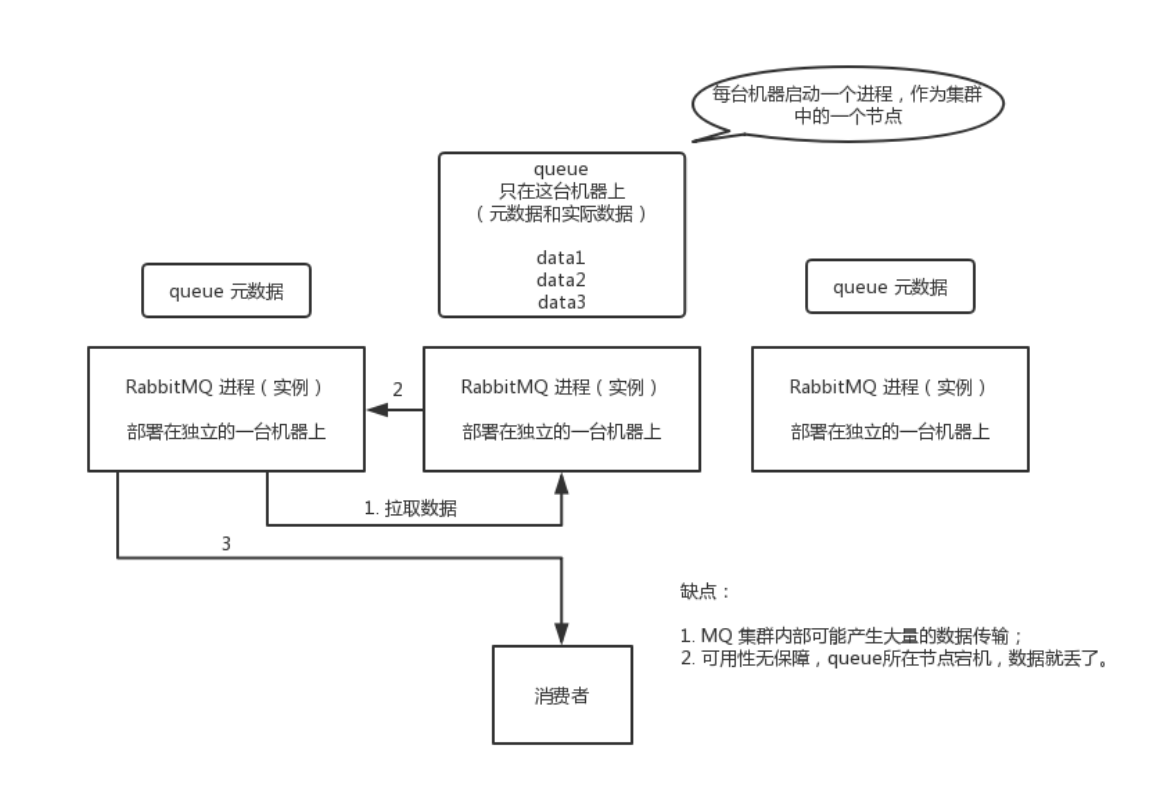 每台机器启动一个进程，作为集群
中的一个节点
queue
只在这台机器上
（元数据和实际数据）
data1
data2
data3
queue 元数据
queue 元数据
RabbitMQ 进程（实例）
部署在独立的一台机器上
2
RabbitMQ 进程（实例）
部署在独立的一台机器上
RabbitMQ 进程（实例）
部署在独立的一台机器上
1. 拉取数据
3
缺点：
1. MQ 集群内部可能产生大量的数据传输；
2. 可用性无保障，queue所在节点宕机，数据就丢了。
消费者